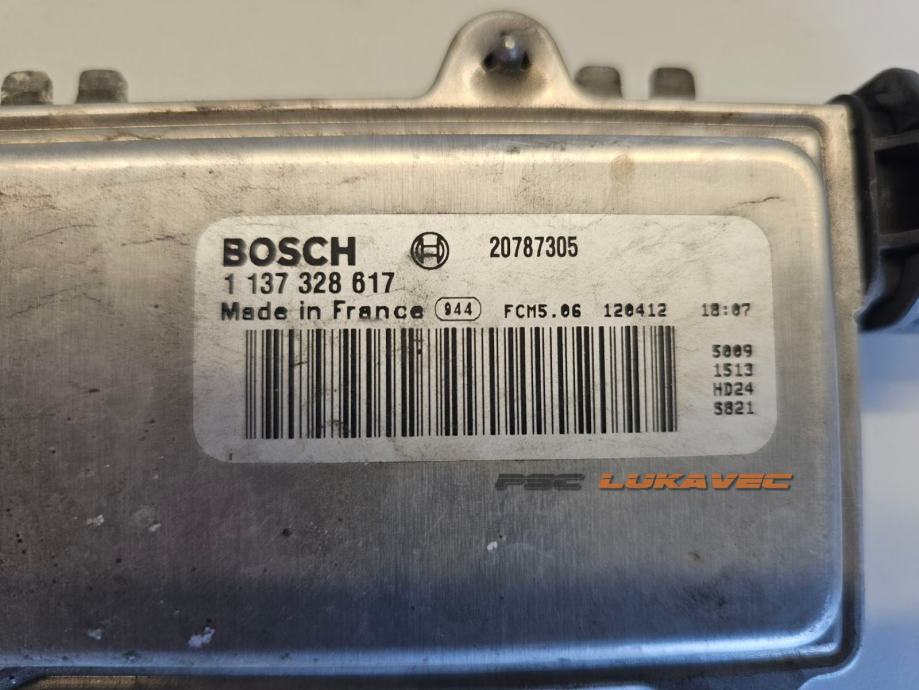 BOSCH 20787305
1 137 328 617
Made in France 944 FCM5.06 120412 18:07
5009
1513
HD24
S821
PSC LUKAVEC